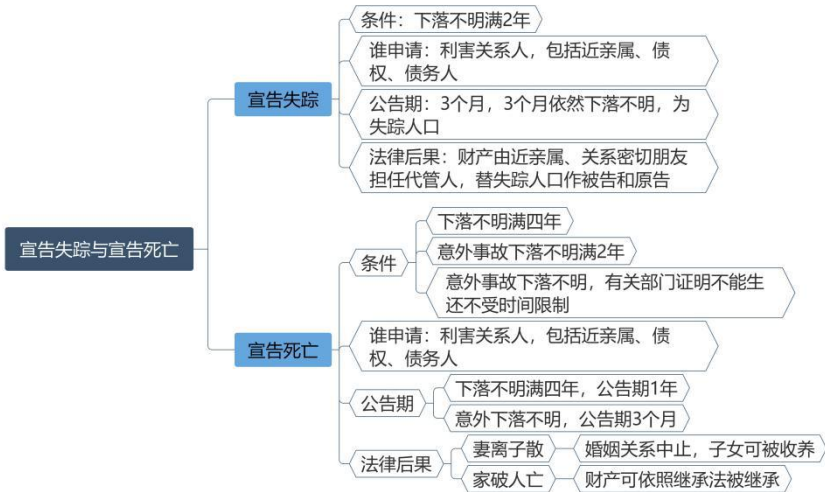 宣告失踪与宣告死亡
宣告失踪
条件：下落不明满2年
谁申请：利害关系人，包括近亲属、债
权、债务人
公告期：3个月，3个月依然下落不明，为
失踪人口
法律后果：财产由近亲属、关系密切朋友
担任代管人，替失踪人口作被告和原告
宣告死亡
条件
下落不明满四年
意外事故下落不明满2年
意外事故下落不明，有关部门证明不能生
还不受时间限制
谁申请：利害关系人，包括近亲属、债
权、债务人
公告期
下落不明满四年，公告期1年
意外下落不明，公告期3个月
法律后果
妻离子散
婚姻关系中止，子女可被收养
家破人亡
财产可依照继承法被继承